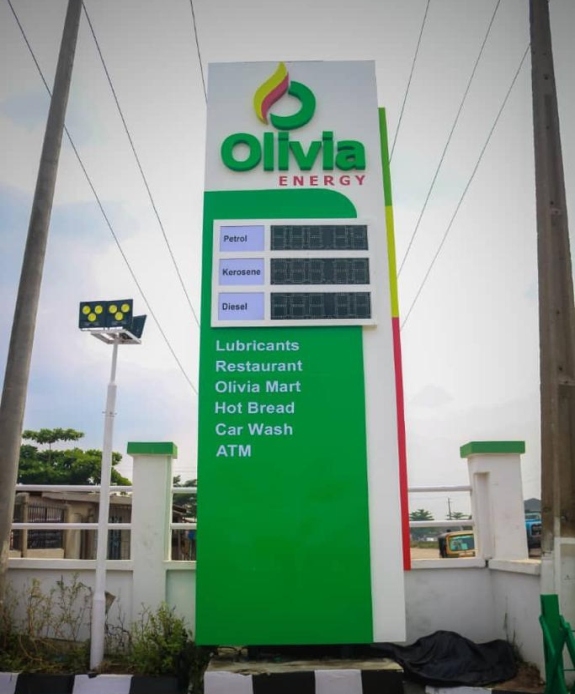 Olivia
ENERGY
Petrol
Kerosene
Diesel
Lubricants
Restaurant
Olivia Mart
Hot Bread
Car Wash
ATM